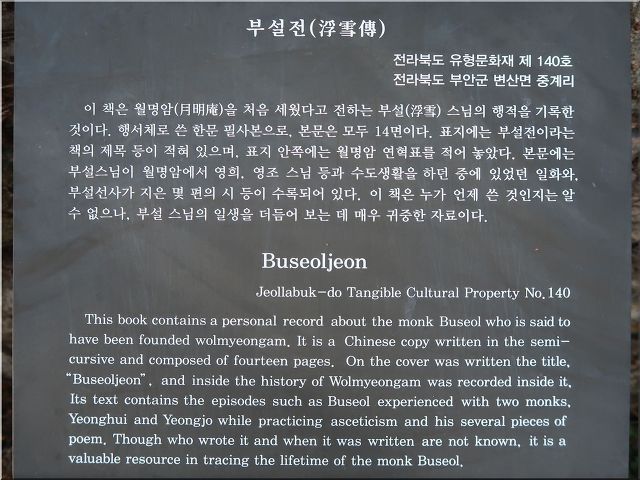 부설전(浮雪傳)
전라북도 유형문화재 제 140호
전라북도 부안군 변산면 중계리
이 책은 월명암(月明庵)을 처음 세웠다고 전하는 부설(浮雪) 스님의 행적을 기록한
것이다. 행서체로 쓴 한문 필사본으로, 본문은 모두 14면이다. 표지에는 부설전이라는
책의 제목 등이 적혀 있으며, 표지 안쪽에는 월명암 연혁표를 적어 놓았다. 본문에는
부설스님이 월명암에서 영희, 영조 스님 등과 수도생활을 하던 중에 있었던 일화와,
부설선사가 지은 몇 편의 시 등이 수록되어 있다. 이 책은 누가 언제 쓴 것인지는 알
수 없으나, 부설 스님의 일생을 더듬어 보는 데 매우 귀중한 자료이다.
Buseoljeon
Jeollabuk-do Tangible Cultural Property No.140
This book contains a personal record about the monk Buseol who is said to
have been founded wolmyeongam. It is a Chinese copy written in the semi-
cursive and composed of fourteen pages. On the cover was written the title,
"Buseoljeon", and inside the history of Wolmyeongam was recorded inside it.
Its text contains the episodes such as Buseol experienced with two monks,
Yeonghui and Yeongjo while practicing asceticism and his several pieces of
poem. Though who wrote it and when it was written are not known, it is a
valuable resource in tracing the lifetime of the monk Buseol.